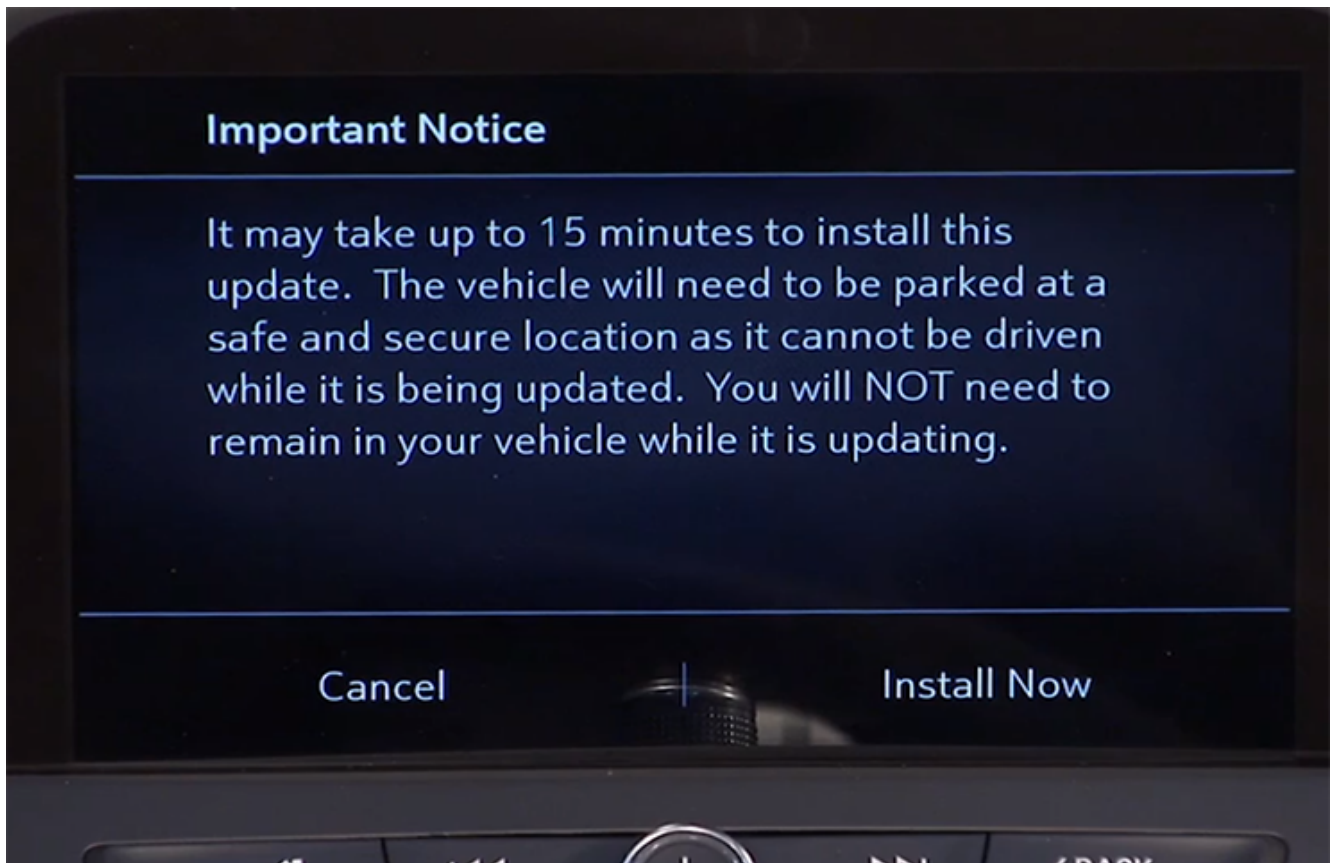 Important Notice
It may take up to 15 minutes to install this
update. The vehicle will need to be parked at a
safe and secure location as it cannot be driven
while it is being updated. You will NOT need to
remain in your vehicle while it is updating.
Cancel | Install Now
BACK